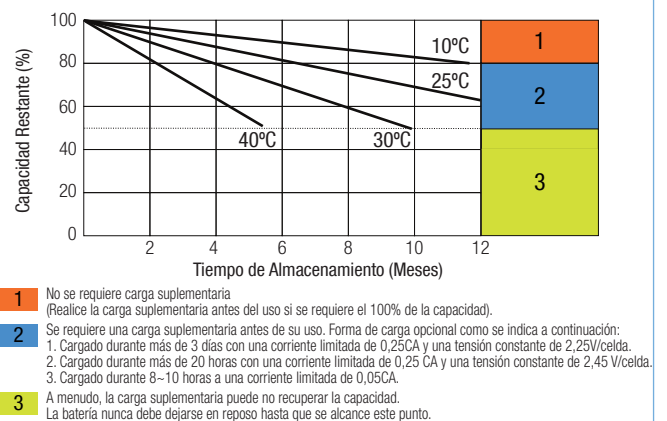 Capacidad Restante (%)
100
80
60
40
20
0
10ºC
25ºC
40ºC
30ºC
1
2
3
2
4
6
8
10
12
Tiempo de Almacenamiento (Meses)
1
No se requiere carga suplementaria
(Realice la carga suplementaria antes del uso si se requiere el 100% de la capacidad).
2
Se requiere una carga suplementaria antes de su uso. Forma de carga opcional como se indica a continuación:
1. Cargado durante más de 3 días con una corriente limitada de 0,25CA y una tensión constante de 2,25V/celda.
2. Cargado durante más de 20 horas con una corriente limitada de 0,25 CA y una tensión constante de 2,45 V/celda.
3. Cargado durante 8~10 horas a una corriente limitada de 0,05CA.
3
A menudo, la carga suplementaria puede no recuperar la capacidad.
La batería nunca debe dejarse en reposo hasta que se alcance este punto.